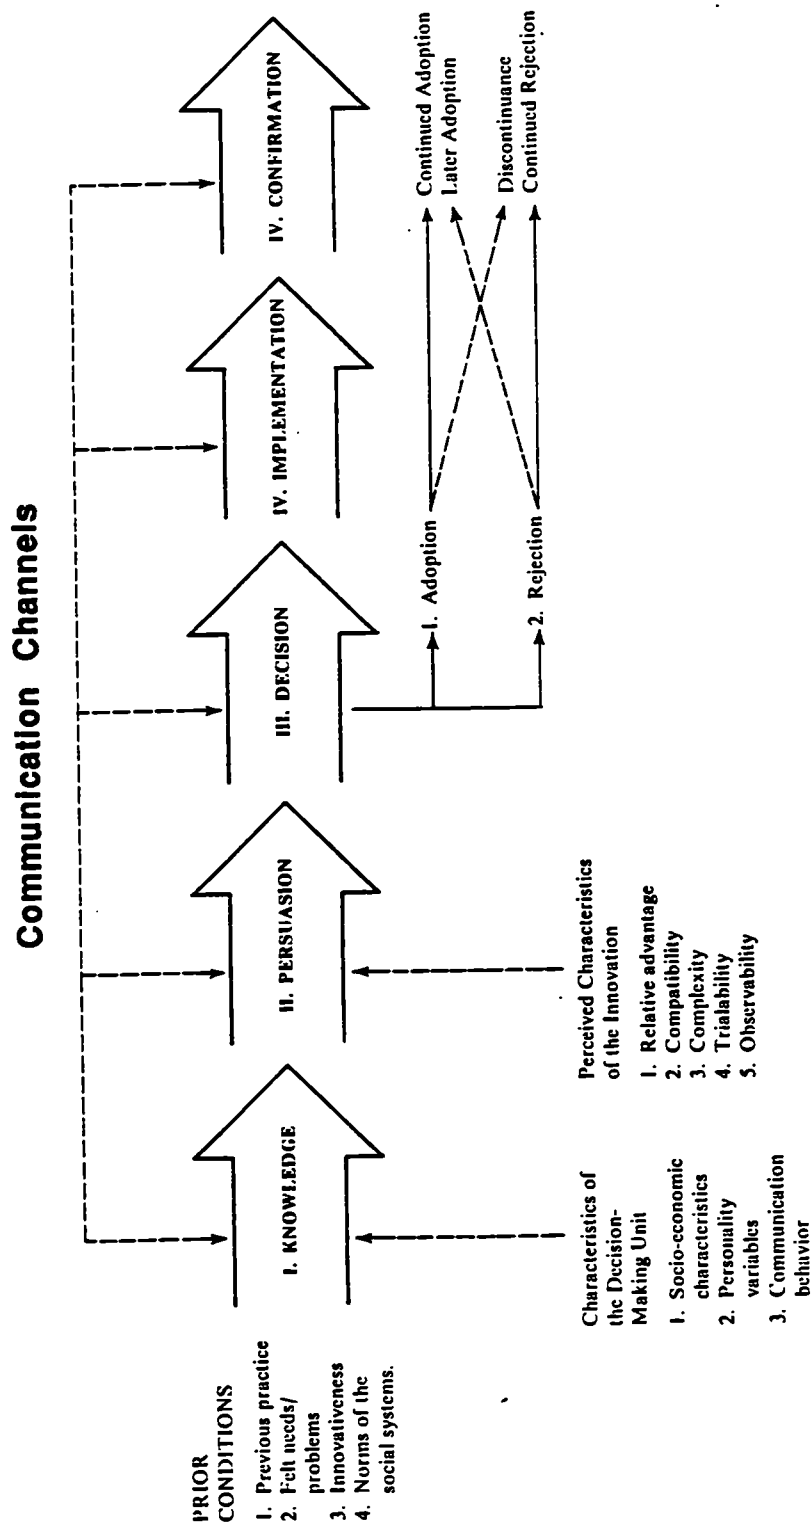 Communication Channels
PRIOR
CONDITIONS
1. Previous practice
2. Felt needs/
problems
3. Innovativeness
4. Norms of the
social systems.
I. KNOWLEDGE
II. PERSUASION
III. DECISION
IV. IMPLEMENTATION
IV. CONFIRMATION
1. Adoption
2. Rejection
Continued Adoption
Later Adoption
Discontinuance
Continued Rejection
Characteristics of
the Decision-
Making Unit
1. Socio-economic
characteristics
2. Personality
variables
3. Communication
behavior
Perceived Characteristics
of the Innovation
1. Relative advantage
2. Compatibility
3. Complexity
4. Trialability
5. Observability